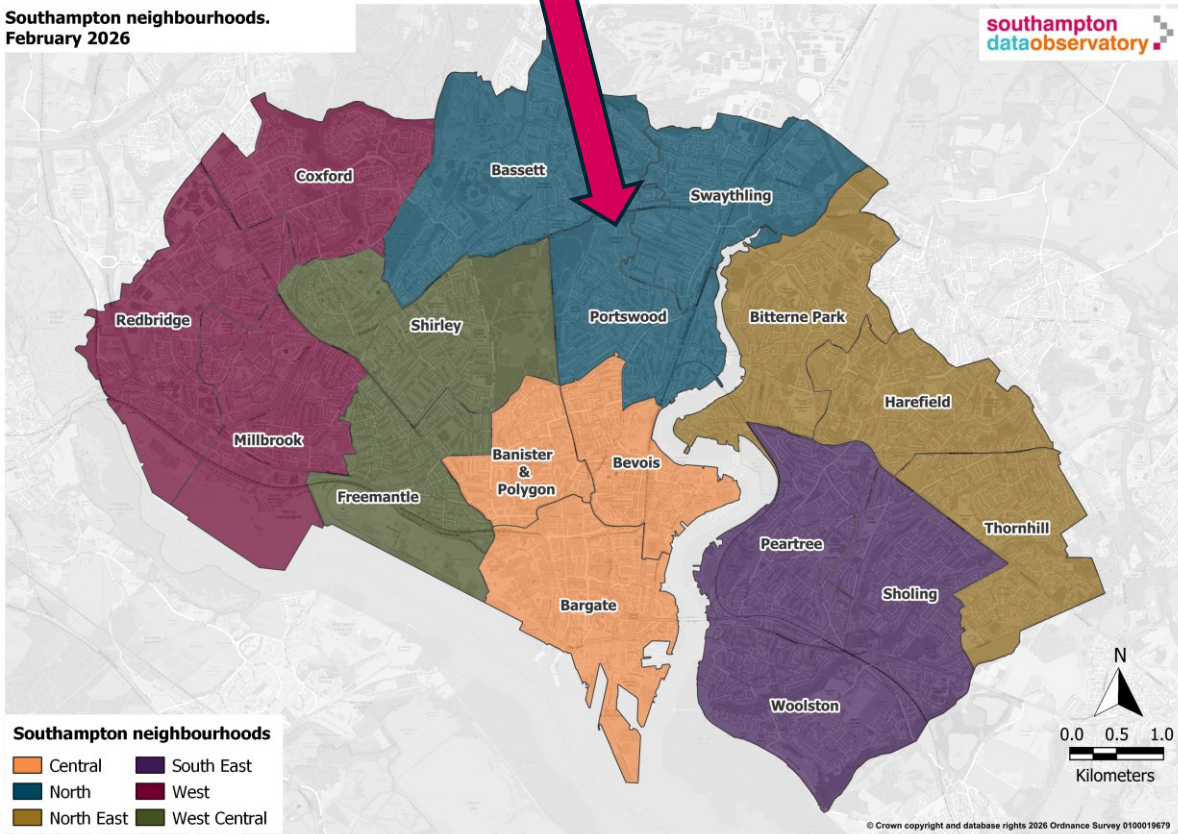 Southampton neighbourhoods.
February 2026
southampton
dataobservatory
Coxford
Bassett
Swaythling
Redbridge
Shirley
Portswood
Bitterne Park
Harefield
Millbrook
Banister
&
Polygon
Bevois
Freemantle
Thornhill
Peartree
Sholing
Bargate
Woolston
N
0.0 0.5 1.0
Kilometers
Southampton neighbourhoods
Central
South East
North
West
North East
West Central
© Crown copyright and database rights 2026 Ordnance Survey 0100019679